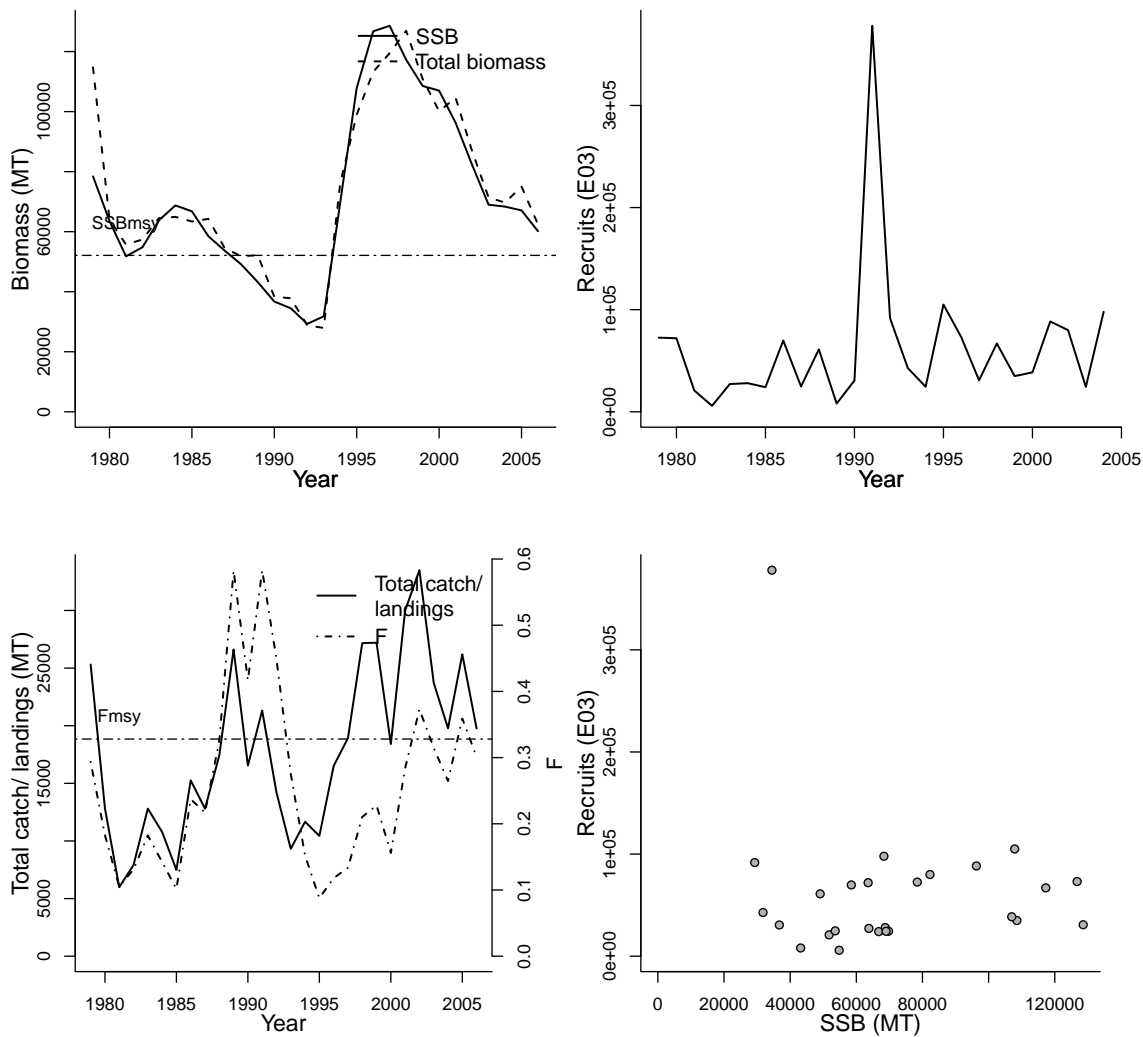 SSB
Total biomass
SSBmsy
Biomass (MT)
0
20000
60000
100000
1980 1985 1990 1995 2000 2005
Year
Recruits (E03)
0e+00
1e+05
2e+05
3e+05
1980 1985 1990 1995 2000 2005
Year
Total catch/
landings
F
Fmsy
Total catch/ landings (MT)
0
5000
15000
25000
0.0
0.1
0.2
0.3
0.4
0.5
0.6
F
1980 1985 1990 1995 2000 2005
Year
Recruits (E03)
0e+00
1e+05
2e+05
3e+05
0 20000 40000 60000 80000 120000
SSB (MT)